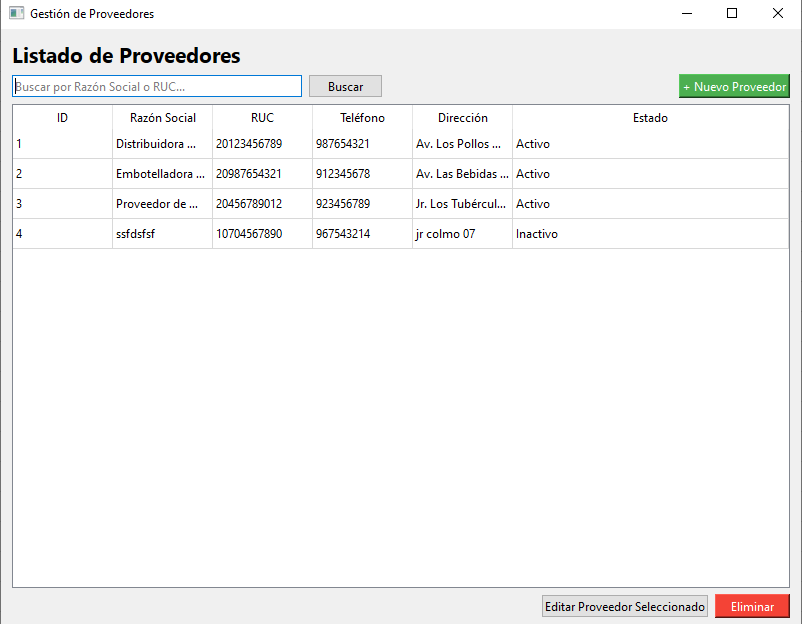 Gestión de Proveedores
Listado de Proveedores
Buscar por Razón Social o RUC... Buscar + Nuevo Proveedor
ID Razón Social RUC Teléfono Dirección Estado
1 Distribuidora ... 20123456789 987654321 Av. Los Pollos ... Activo
2 Embotelladora ... 20987654321 912345678 Av. Las Bebidas ... Activo
3 Proveedor de ... 20456789012 923456789 Jr. Los Tubércul... Activo
4 ssfdsfsf 10704567890 967543214 jr colmo 07 Inactivo
Editar Proveedor Seleccionado Eliminar